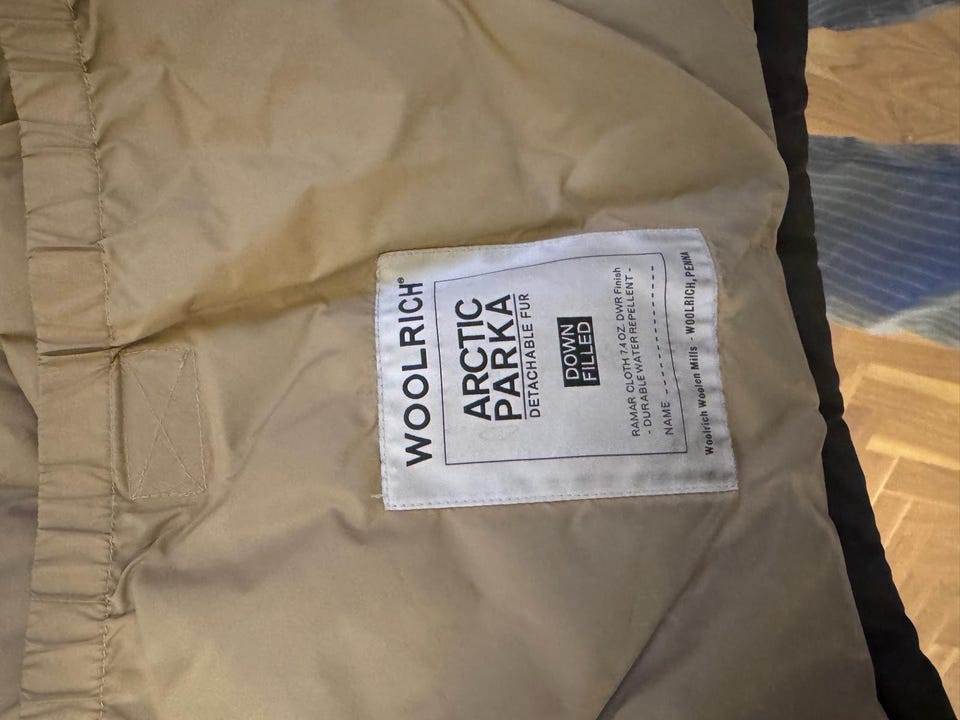 WOOLRICH®
ARCTIC
PARKA
DETACHABLE FUR
DOWN
FILLED
RAMAR CLOTH 7,4 OZ. DWR Finish
- DURABLE WATER REPELLENT -
NAME
Woolrich Woolen Mills - WOOLRICH, PENNA